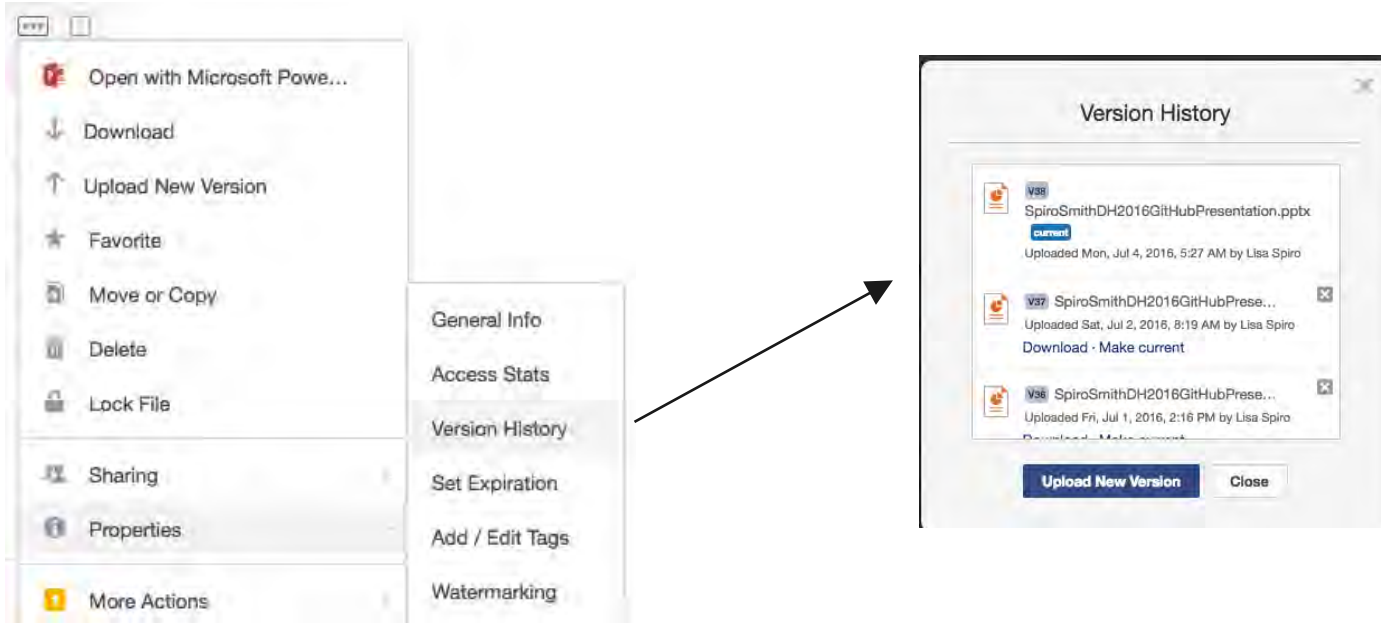 Open with Microsoft Powe...
Download
Upload New Version
Favorite
Move or Copy
Delete
Lock File
Sharing
Properties
More Actions
General Info
Access Stats
Version History
Set Expiration
Add / Edit Tags
Watermarking
Version History
V38
SpiroSmithDH2016GitHubPresentation.pptx
current
Uploaded Mon, Jul 4, 2016, 5:27 AM by Lisa Spiro
V37 SpiroSmithDH2016GitHubPrese...
Uploaded Sat, Jul 2, 2016, 8:19 AM by Lisa Spiro
Download · Make current
V36 SpiroSmithDH2016GitHubPrese...
Uploaded Fri, Jul 1, 2016, 2:16 PM by Lisa Spiro
Download · Make current
Upload New Version
Close